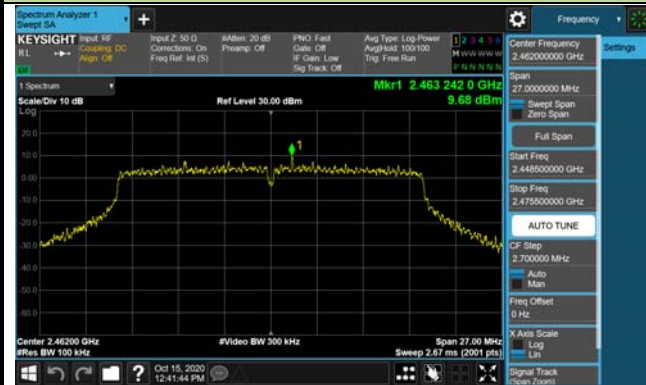 Spectrum Analyzer 1
Swept SA
Frequency
KEYSIGHT Input: RF
RL Coupling: DC
Align: Off
Input Z: 50 Ω
Corrections: On
Freq Ref: Int (S)
#Atten: 20 dB
Preamp: Off
PNO: Fast
Gate: Off
IF Gain: Low
Sig Track: Off
Avg Type: Log-Power
Avg|Hold: 100/100
Trig: Free Run
1 2 3 4 5 6
M W W W W W
P N N N N N
1 Spectrum
Scale/Div 10 dB
Log
Ref Level 30.00 dBm
Mkr1 2.463 242 0 GHz
9.68 dBm
20.0
10.0
0.00
-10.0
-20.0
-30.0
-40.0
-50.0
-60.0
1
Center 2.46200 GHz
#Res BW 100 kHz
#Video BW 300 kHz
Span 27.00 MHz
Sweep 2.67 ms (2001 pts)
Oct 15, 2020
12:41:44 PM
Center Frequency
2.462000000 GHz
Span
27.0000000 MHz
Swept Span
Zero Span
Full Span
Start Freq
2.448500000 GHz
Stop Freq
2.475500000 GHz
AUTO TUNE
CF Step
2.700000 MHz
Auto
Man
Freq Offset
0 Hz
X Axis Scale
Log
Lin
Signal Track
(Span Zoom)
Settings